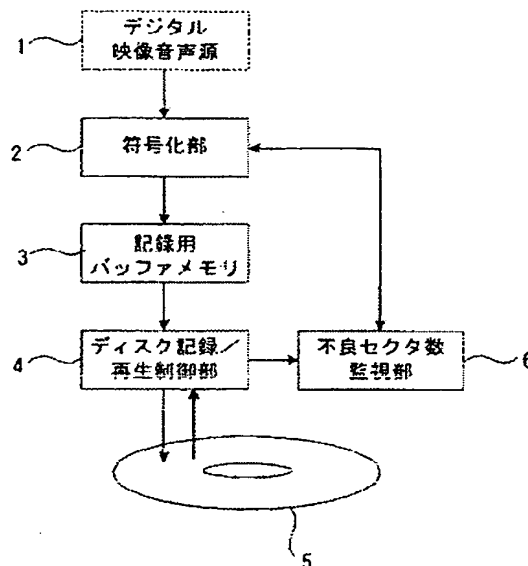 デジタル
映像音声源
1
符号化部
2
記録用
バッファメモリ
3
ディスク記録／
再生制御部
4
不良セクタ数
監視部
6
5